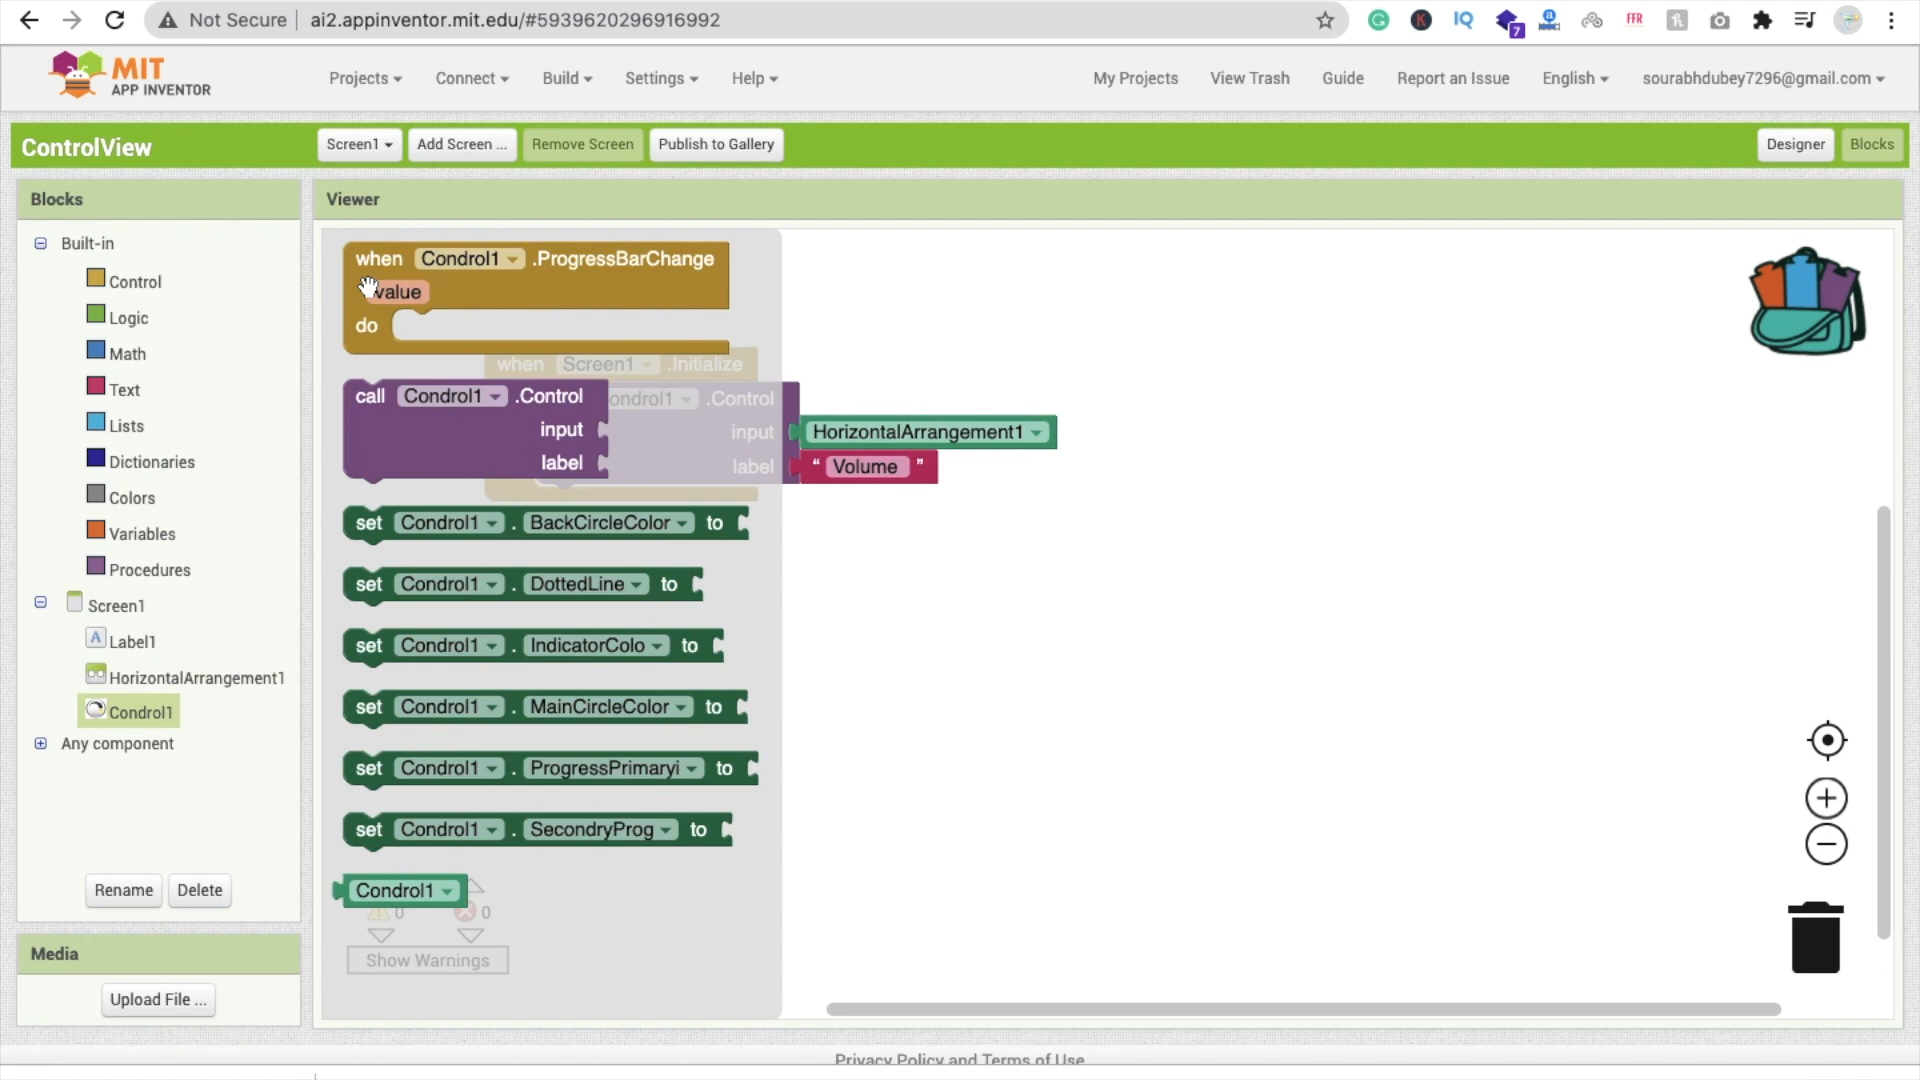 Not Secure ai2.appinventor.mit.edu/#5939620296916992
K IQ 7 a FFR
MIT
APP INVENTOR
Projects Connect Build Settings Help My Projects View Trash Guide Report an Issue English sourabhdubey7296@gmail.com
ControlView Screen1 Add Screen ... Remove Screen Publish to Gallery Designer Blocks
Blocks
Viewer
Built-in
Control
Logic
Math
Text
Lists
Dictionaries
Colors
Variables
Procedures
Screen1
A Label1
HorizontalArrangement1
Condrol1
Any component
Rename Delete
Media
Upload File ...
when Condrol1 .ProgressBarChange
value
do
when Screen1 .Initialize
call Condrol1 .Control ondrol1 .Control
input input HorizontalArrangement1
label label “ Volume ”
set Condrol1 . BackCircleColor to
set Condrol1 . DottedLine to
set Condrol1 . IndicatorColo to
set Condrol1 . MainCircleColor to
set Condrol1 . ProgressPrimaryi to
set Condrol1 . SecondryProg to
Condrol1
0 0
Show Warnings
Privacy Policy and Terms of Use